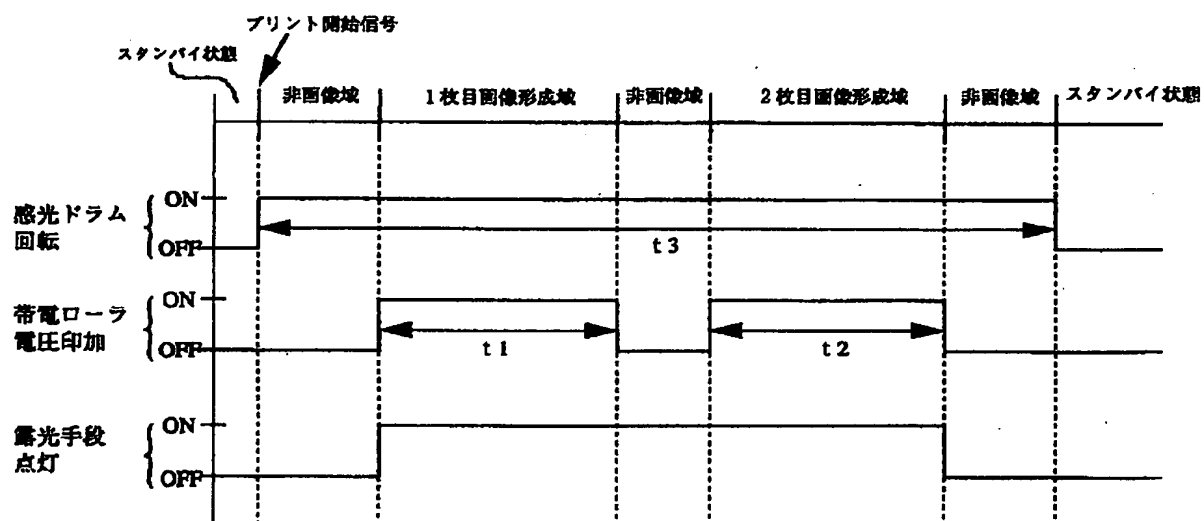 プリント開始信号
スタンバイ状態
非画像域
1枚目画像形成域
非画像域
2枚目画像形成域
非画像域
スタンバイ状態
感光ドラム
回転
ON
OFF
t3
帯電ローラ
電圧印加
ON
OFF
t1
t2
露光手段
点灯
ON
OFF